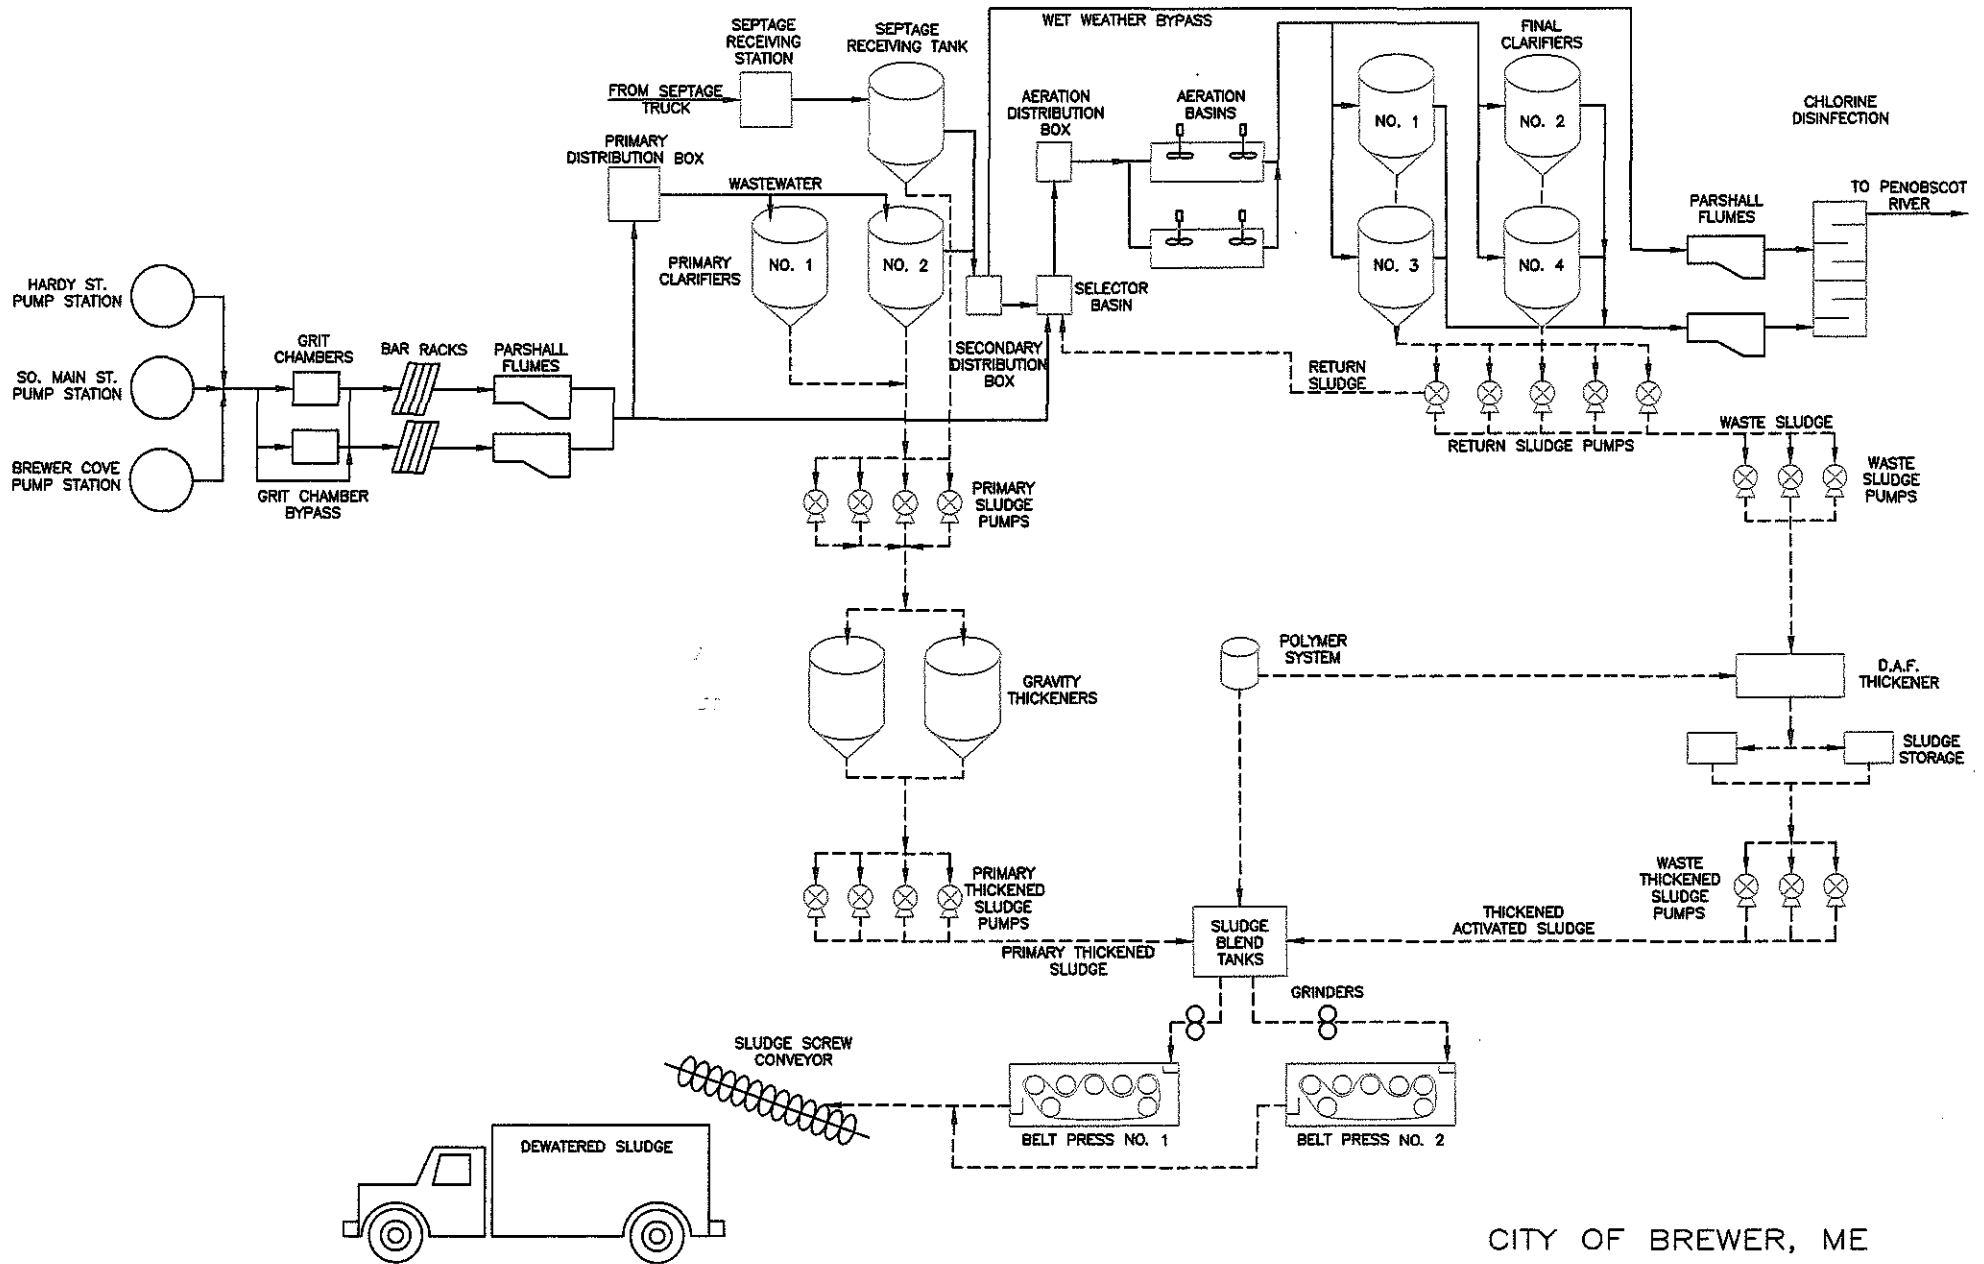 WET WEATHER BYPASS
SEPTAGE
RECEIVING
STATION
SEPTAGE
RECEIVING TANK
FINAL
CLARIFIERS
FROM SEPTAGE
TRUCK
AERATION
DISTRIBUTION
BOX
AERATION
BASINS
NO. 1
NO. 2
CHLORINE
DISINFECTION
PRIMARY
DISTRIBUTION BOX
WASTEWATER
TO PENOBSCOT
RIVER
PARSHALL
FLUMES
PRIMARY
CLARIFIERS
NO. 1
NO. 2
NO. 3
NO. 4
SELECTOR
BASIN
HARDY ST.
PUMP STATION
GRIT
CHAMBERS
BAR RACKS
PARSHALL
FLUMES
SECONDARY
DISTRIBUTION
BOX
RETURN
SLUDGE
SO. MAIN ST.
PUMP STATION
WASTE SLUDGE
RETURN SLUDGE PUMPS
BREWER COVE
PUMP STATION
GRIT CHAMBER
BYPASS
PRIMARY
SLUDGE
PUMPS
WASTE
SLUDGE
PUMPS
GRAVITY
THICKENERS
POLYMER
SYSTEM
D.A.F.
THICKENER
SLUDGE
STORAGE
PRIMARY
THICKENED
SLUDGE
PUMPS
WASTE
THICKENED
SLUDGE
PUMPS
PRIMARY THICKENED
SLUDGE
SLUDGE
BLEND
TANKS
THICKENED
ACTIVATED SLUDGE
GRINDERS
SLUDGE SCREW
CONVEYOR
BELT PRESS NO. 1
BELT PRESS NO. 2
DEWATERED SLUDGE
CITY OF BREWER, ME